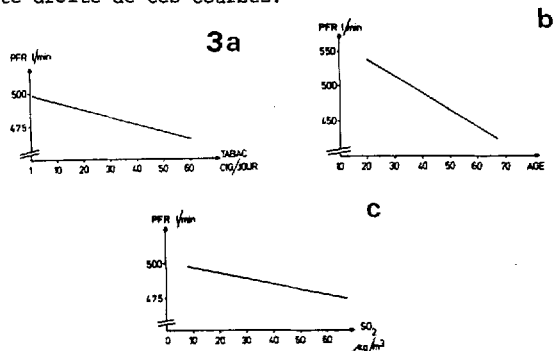 te droite de ces courbes.
3a
PFR l/min
500
475
1 10 20 30 40 50 60
TABAC
CIG/JOUR
b
PFR l/min
550
500
450
10 20 30 40 50 60 70 AGE
c
PFR l/min
500
475
0 10 20 30 40 50 60
SO2
µg/m3